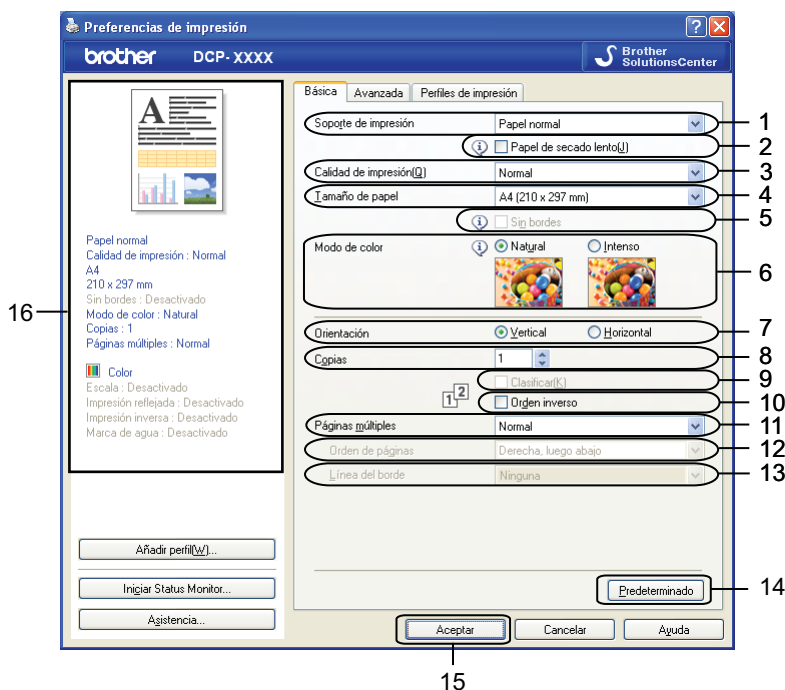 Preferencias de impresión
brother DCP-XXXX
Brother
SolutionsCenter
Básica Avanzada Perfiles de impresión
Soporte de impresión Papel normal 1
Papel de secado lento(J) 2
Calidad de impresión(Q) Normal 3
Tamaño de papel A4 (210 x 297 mm) 4
Sin bordes 5
Modo de color Natural Intenso
6
Orientación Vertical Horizontal 7
Copias 1 8
Clasificar(K) 9
1 2 Orden inverso 10
Páginas múltiples Normal 11
Orden de páginas Derecha, luego abajo 12
Línea del borde Ninguna 13
Predeterminado 14
A
Papel normal
Calidad de impresión : Normal
A4
210 x 297 mm
Sin bordes : Desactivado
Modo de color : Natural
Copias : 1
Páginas múltiples : Normal
16
Color
Escala : Desactivado
Impresión reflejada : Desactivado
Impresión inversa : Desactivado
Marca de agua : Desactivado
Añadir perfil(W)...
Iniciar Status Monitor...
Asistencia...
Aceptar Cancelar Ayuda
15